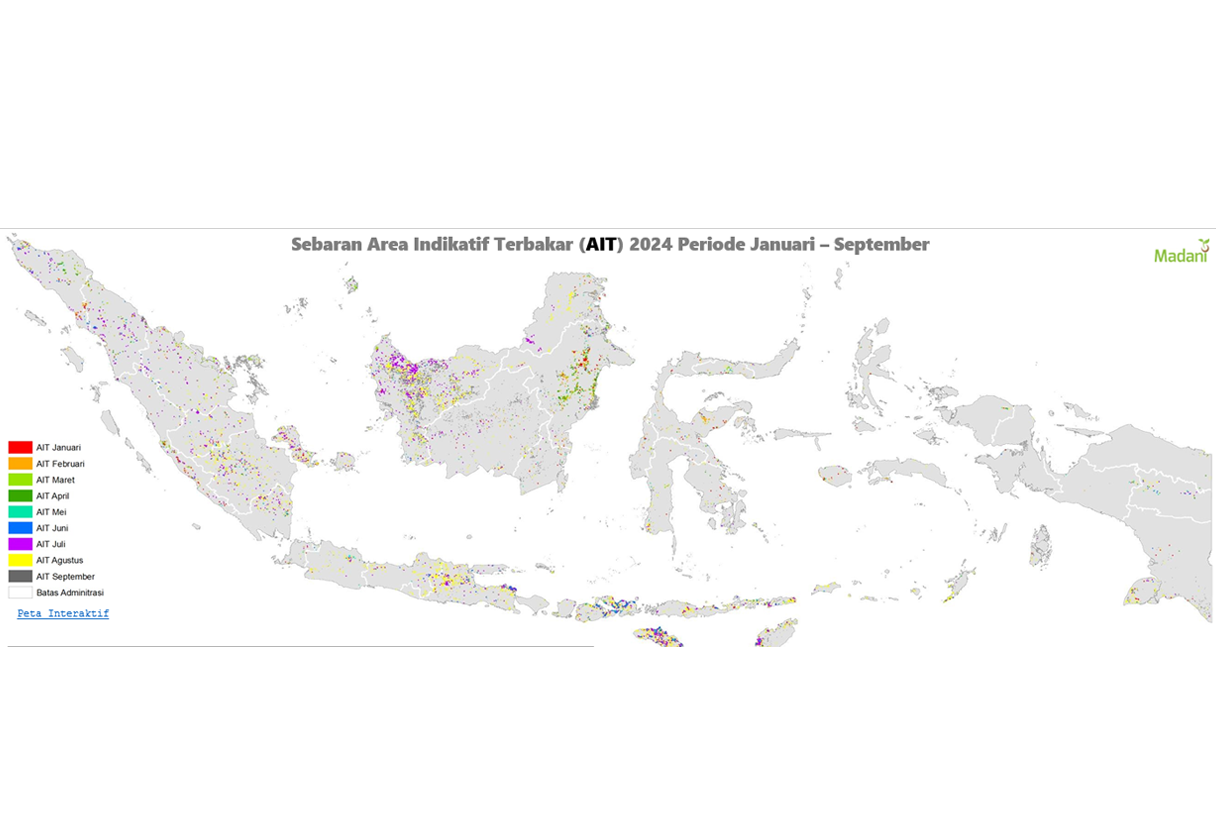 Sebaran Area Indikatif Terbakar (AIT) 2024 Periode Januari – September
Madani
AIT Januari
AIT Februari
AIT Maret
AIT April
AIT Mei
AIT Juni
AIT Juli
AIT Agustus
AIT September
Batas Adminitrasi
Peta Interaktif